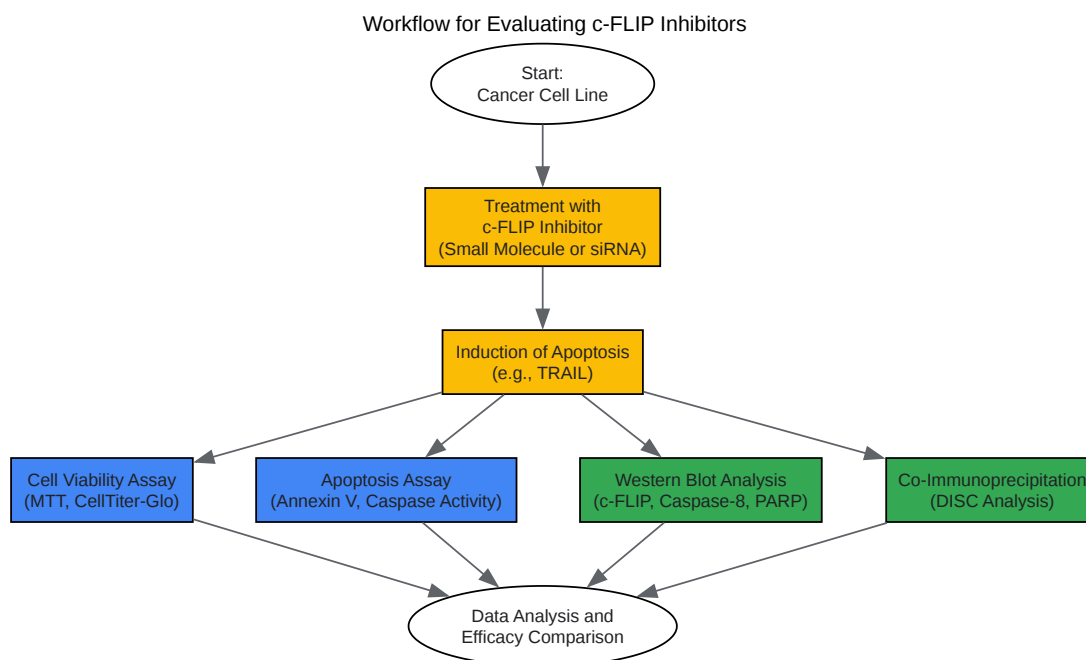 Workflow for Evaluating c-FLIP Inhibitors
Start:
Cancer Cell Line
Treatment with
c-FLIP Inhibitor
(Small Molecule or siRNA)
Induction of Apoptosis
(e.g., TRAIL)
Cell Viability Assay
(MTT, CellTiter-Glo)
Apoptosis Assay
(Annexin V, Caspase Activity)
Western Blot Analysis
(c-FLIP, Caspase-8, PARP)
Co-Immunoprecipitation
(DISC Analysis)
Data Analysis and
Efficacy Comparison